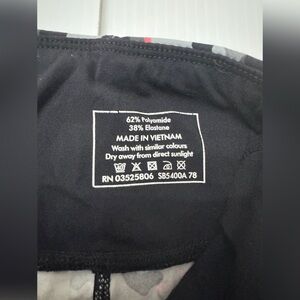 62% Polyamide
38% Elastane
MADE IN VIETNAM
Wash with similar colours
Dry away from direct sunlight
RN 03525806 SB5400A 78